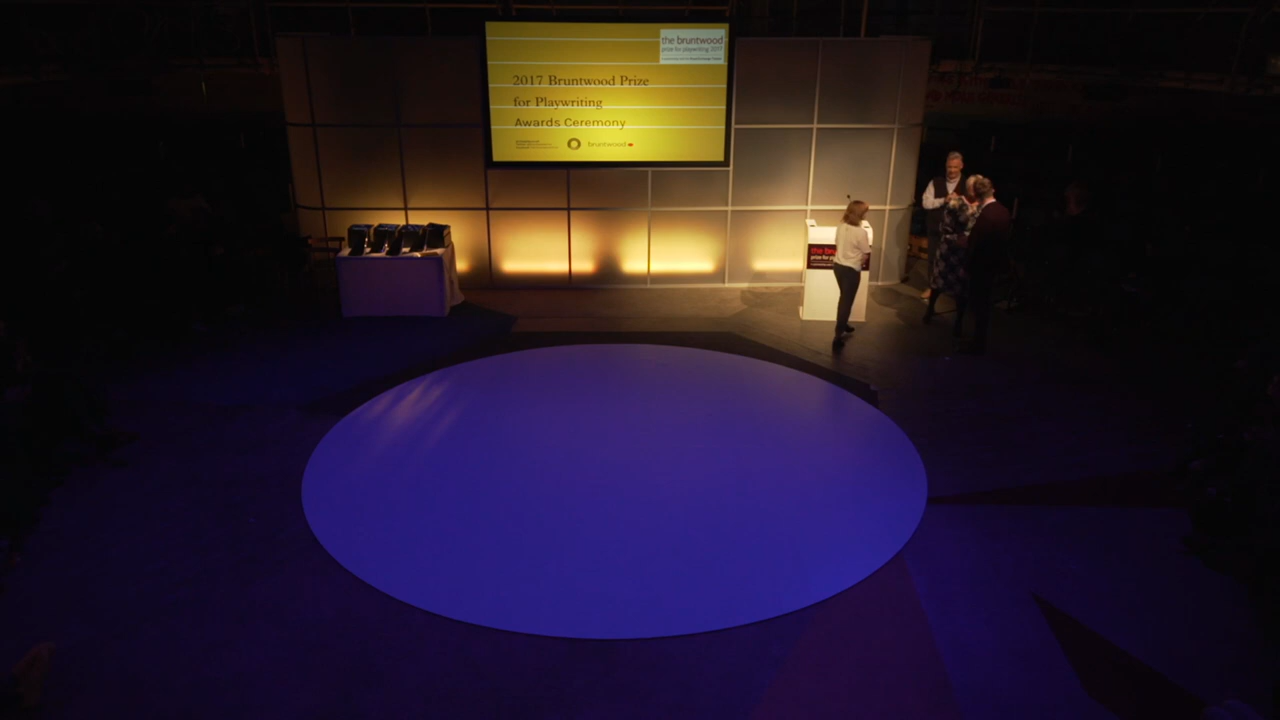 the bruntwood
prize for playwriting 2017
2017 Bruntwood Prize
for Playwriting
Awards Ceremony
bruntwood
the bru
prize for p